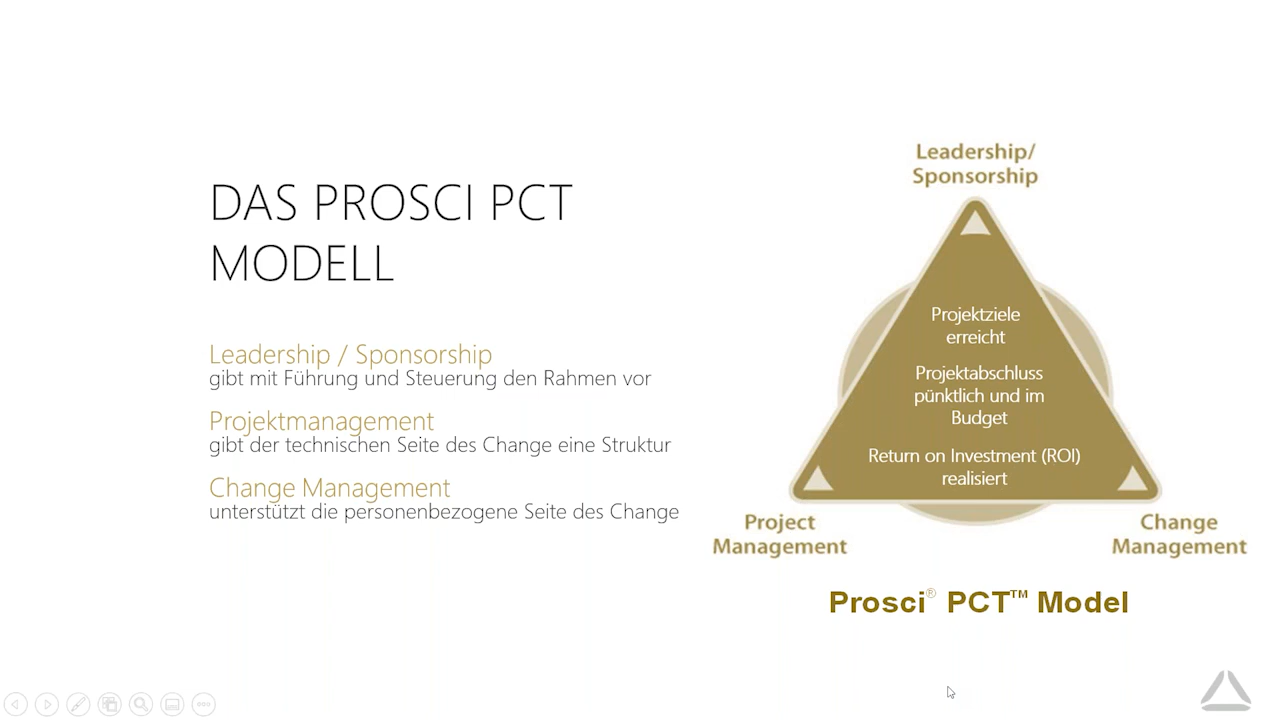 DAS PROSCI PCT
MODELL
Leadership / Sponsorship
gibt mit Führung und Steuerung den Rahmen vor
Projektmanagement
gibt der technischen Seite des Change eine Struktur
Change Management
unterstützt die personenbezogene Seite des Change
Leadership/
Sponsorship
Projektziele
erreicht
Projektabschluss
pünktlich und im
Budget
Return on Investment (ROI)
realisiert
Project
Management
Change
Management
Prosci® PCT™ Model